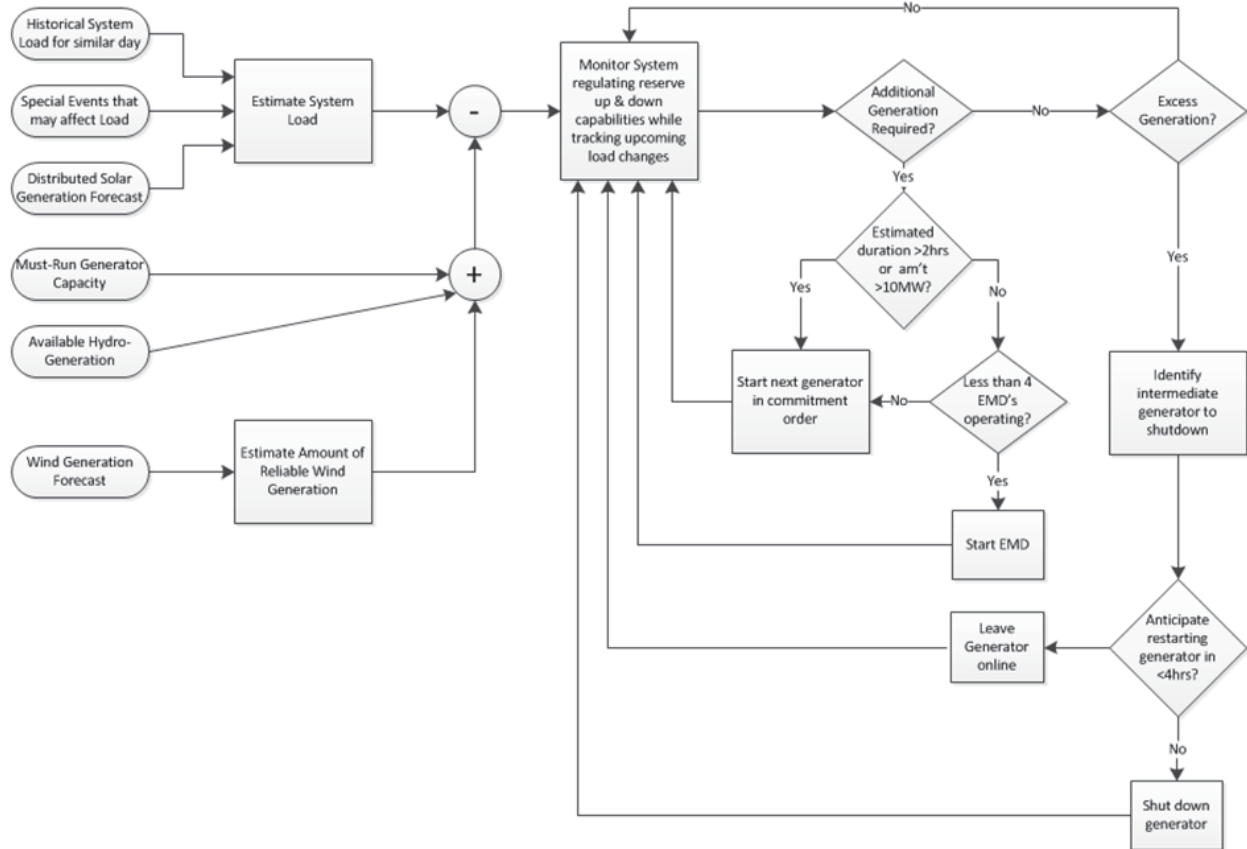 Historical System
Load for similar day
Special Events that
may affect Load
Distributed Solar
Generation Forecast
Must-Run Generator
Capacity
Available Hydro-
Generation
Wind Generation
Forecast
Estimate System
Load
Estimate Amount of
Reliable Wind
Generation
-
+
Monitor System
regulating reserve
up & down
capabilities while
tracking upcoming
load changes
Additional
Generation
Required?
No
Excess
Generation?
No
Yes
Estimated
duration >2hrs
or am't
>10MW?
Yes
No
Start next generator
in commitment
order
No
Less than 4
EMD's
operating?
Yes
Start EMD
Yes
Identify
intermediate
generator to
shutdown
Anticipate
restarting
generator in
<4hrs?
Leave
Generator
online
No
Shut down
generator